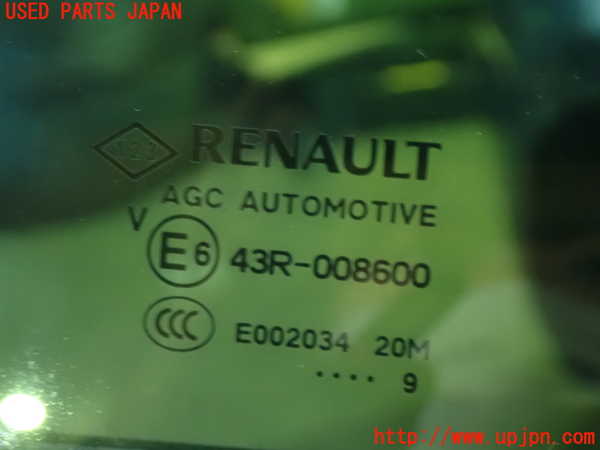 USED PARTS JAPAN
RENAULT
AGC AUTOMOTIVE
V
E6 43R-008600
CCC E002034 20M
.... 9
http://www.upjpn.com/